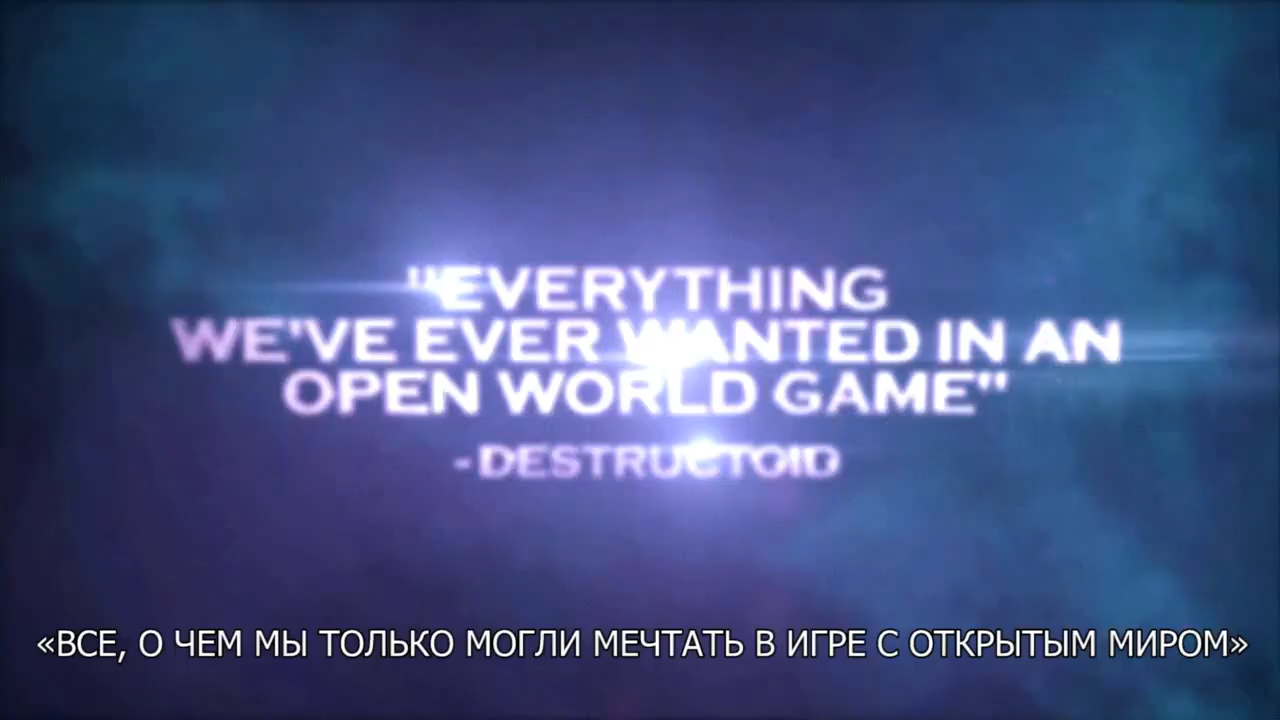 "EVERYTHING
WE'VE EVER WANTED IN AN
OPEN WORLD GAME"
-DESTRUCTOID
«ВСЕ, О ЧЕМ МЫ ТОЛЬКО МОГЛИ МЕЧТАТЬ В ИГРЕ С ОТКРЫТЫМ МИРОМ»